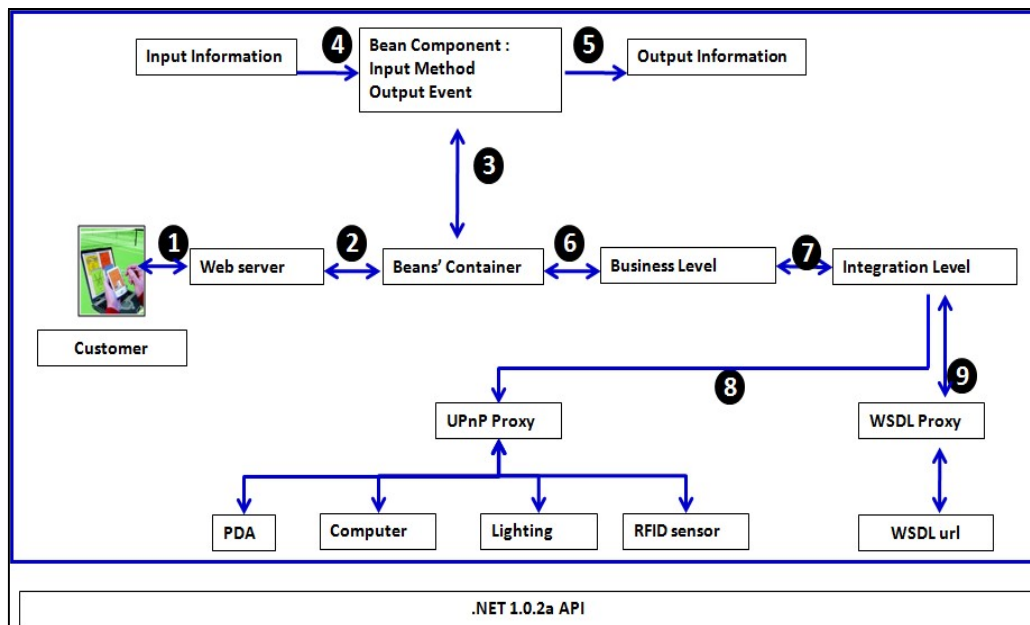 Input Information
4
Bean Component :
Input Method
Output Event
5
Output Information
3
1
Web server
2
Beans' Container
6
Business Level
7
Integration Level
Customer
8
9
UPnP Proxy
WSDL Proxy
PDA
Computer
Lighting
RFID sensor
WSDL url
.NET 1.0.2a API